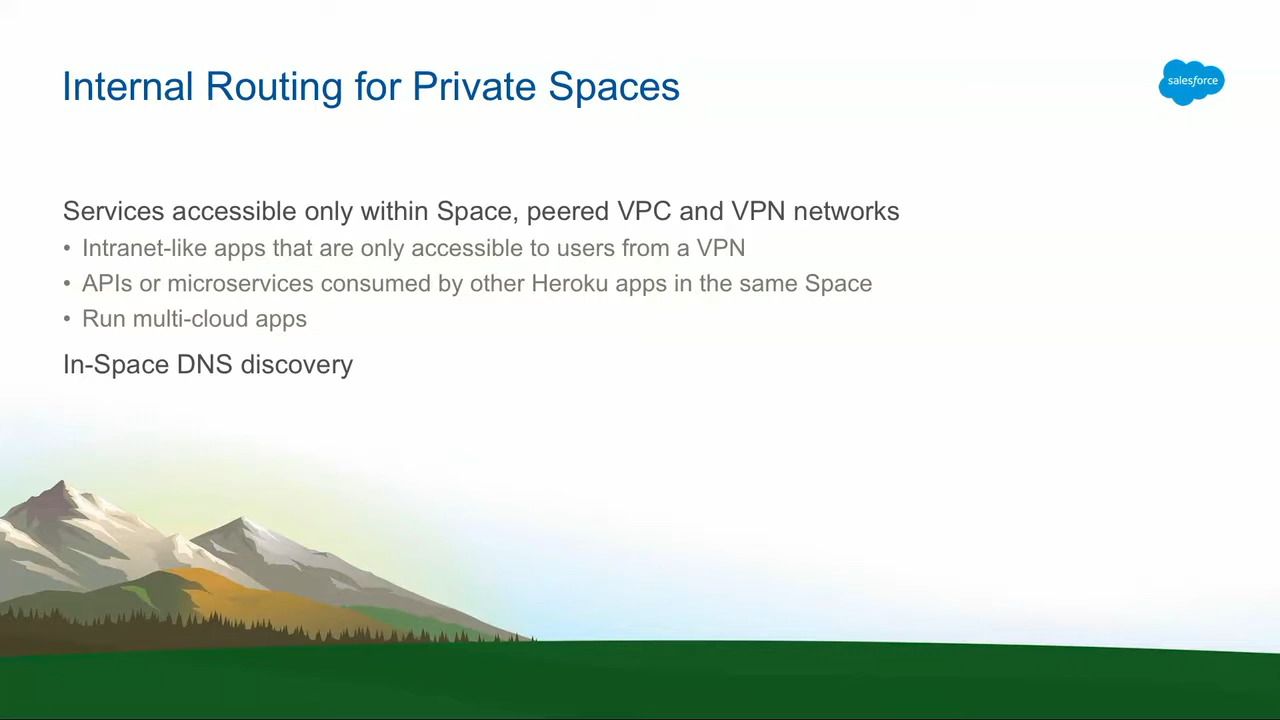 Internal Routing for Private Spaces
salesforce
Services accessible only within Space, peered VPC and VPN networks
• Intranet-like apps that are only accessible to users from a VPN
• APIs or microservices consumed by other Heroku apps in the same Space
• Run multi-cloud apps
In-Space DNS discovery